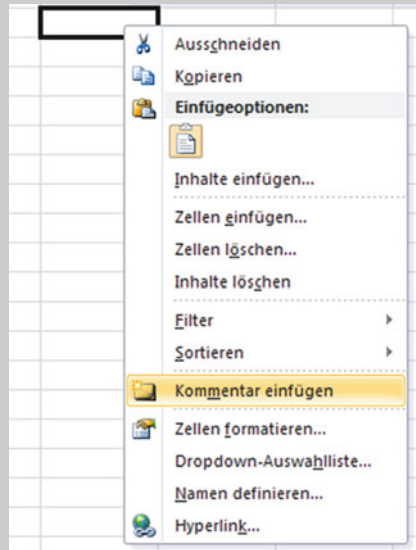 Ausschneiden
Kopieren
Einfügeoptionen:
Inhalte einfügen...
Zellen einfügen...
Zellen löschen...
Inhalte löschen
Filter
Sortieren
Kommentar einfügen
Zellen formatieren...
Dropdown-Auswahlliste...
Namen definieren...
Hyperlink...